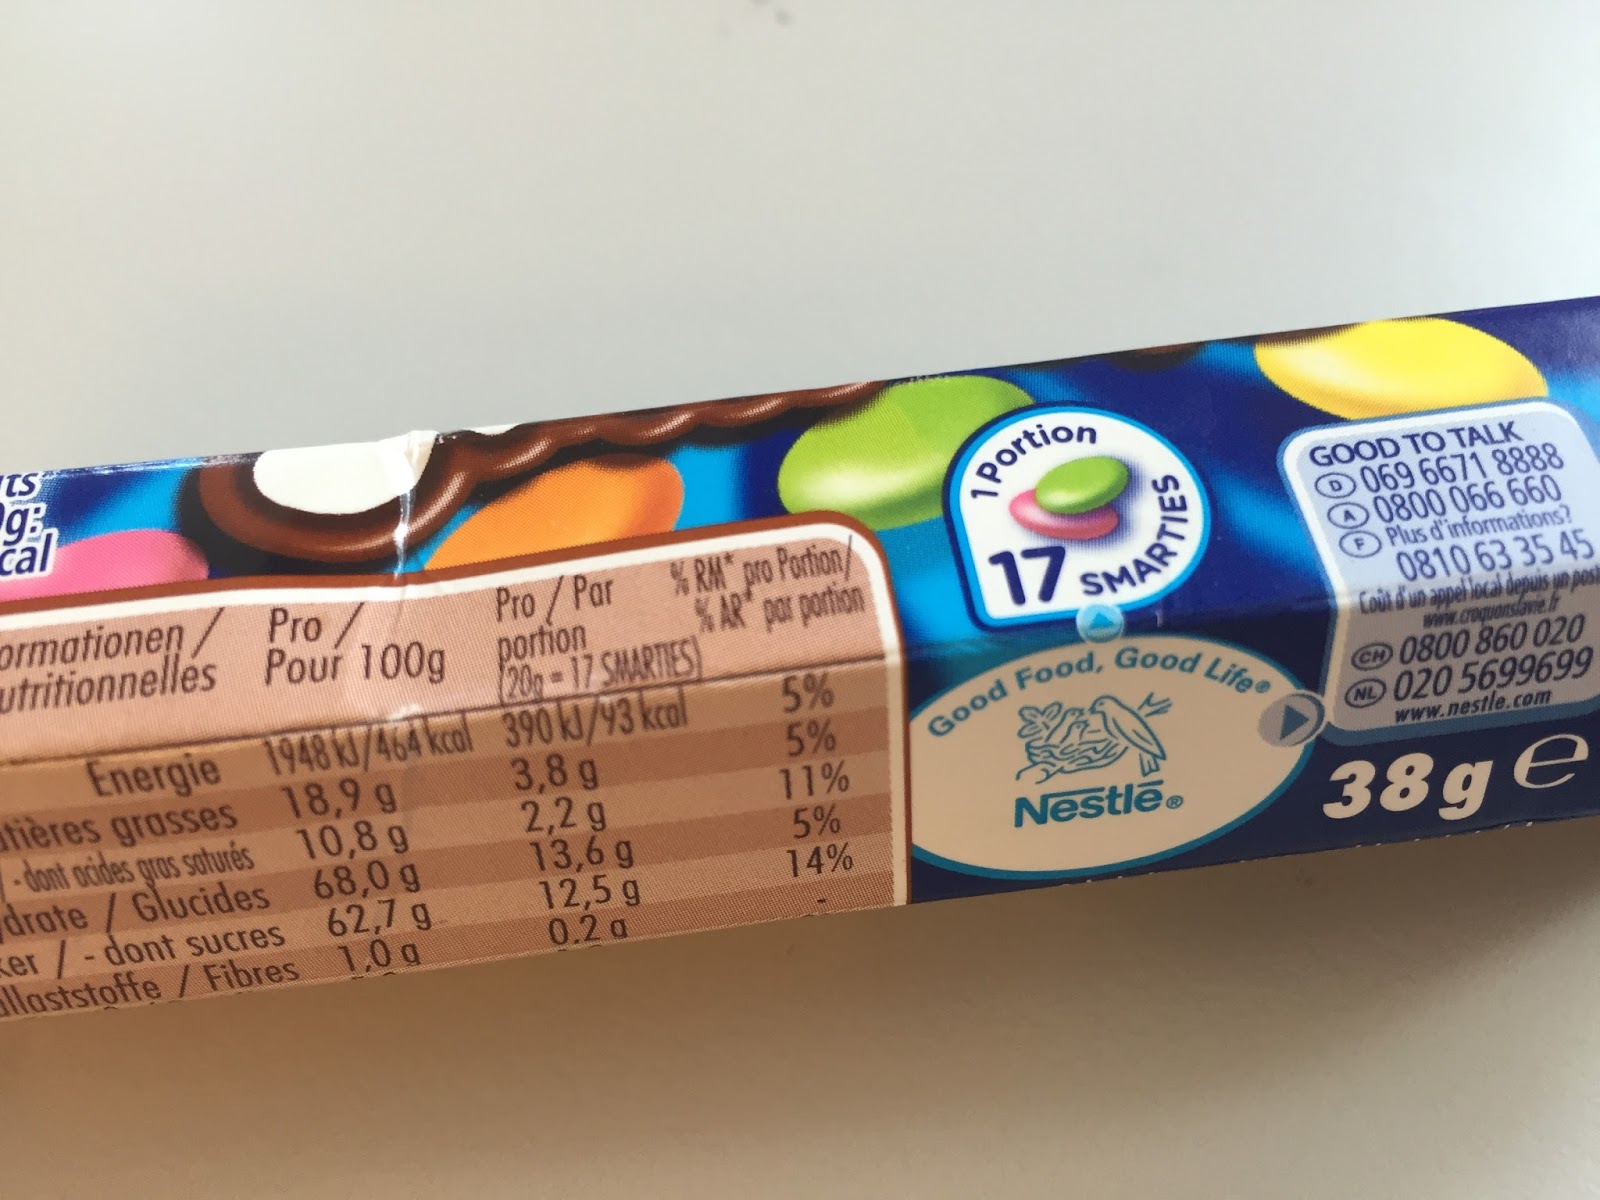 ts
g:
cal
ormationen / Pro / Pro / Par % RM* pro Portion/
utritionnelles Pour 100g portion % AR* par portion
(20g = 17 SMARTIES)
Energie 1948 kJ/464 kcal 390 kJ/93 kcal 5%
tières grasses 18,9 g 3,8 g 5%
/ - dont acides gras saturés 10,8 g 2,2 g 11%
drate / Glucides 68,0 g 13,6 g 5%
ker / - dont sucres 62,7 g 12,5 g 14%
allaststoffe / Fibres 1,0 g 0,2 g -
1 Portion
17 SMARTIES
Good Food, Good Life®
Nestlé®
GOOD TO TALK
D 069 6671 8888
A 0800 066 660
F Plus d'informations?
0810 63 35 45
Coût d'un appel local depuis un post
www.croquonslavie.fr
CH 0800 860 020
NL 020 5699699
www.nestle.com
38g e